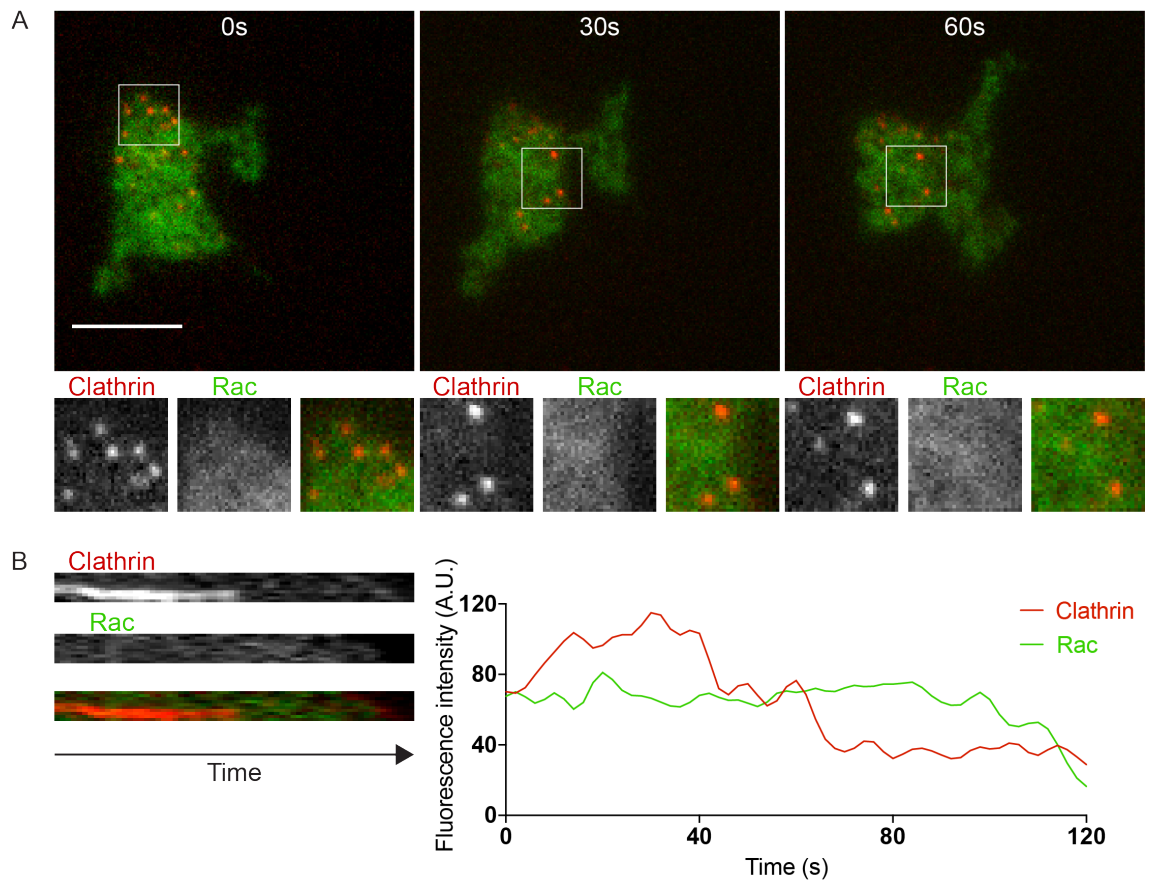 A
0s 30s 60s
Clathrin Rac Clathrin Rac Clathrin Rac
B
Clathrin
Rac
Time
Fluorescence intensity (A.U.)
120
80
40
0
0 40 80 120
Time (s)
Clathrin
Rac